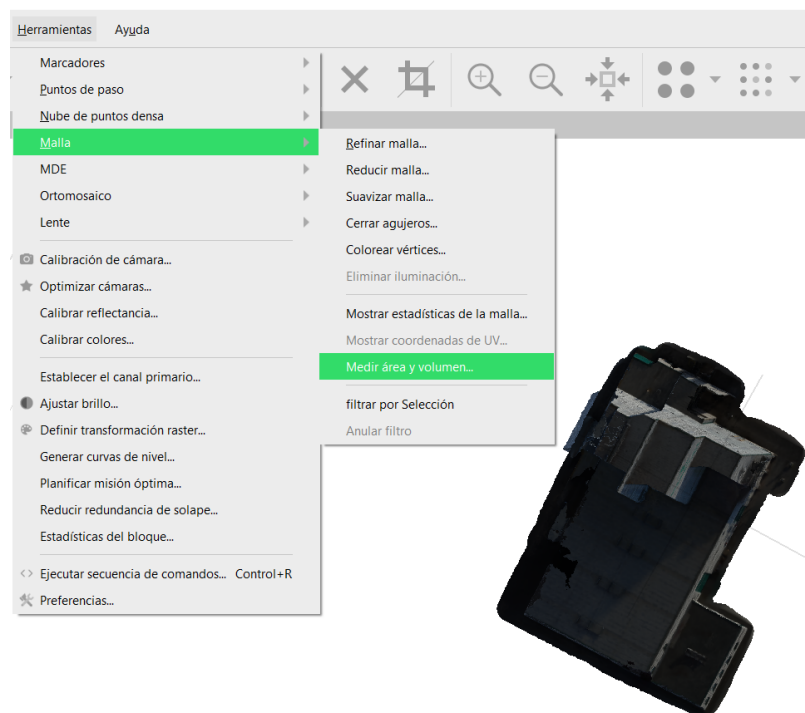 Herramientas Ayuda
Marcadores
Puntos de paso
Nube de puntos densa
Malla
MDE
Ortomosaico
Lente
Calibración de cámara...
Optimizar cámaras...
Calibrar reflectancia...
Calibrar colores...
Establecer el canal primario...
Ajustar brillo...
Definir transformación raster...
Generar curvas de nivel...
Planificar misión óptima...
Reducir redundancia de solape...
Estadísticas del bloque...
Ejecutar secuencia de comandos... Control+R
Preferencias...
Refinar malla...
Reducir malla...
Suavizar malla...
Cerrar agujeros...
Colorear vértices...
Eliminar iluminación...
Mostrar estadísticas de la malla...
Mostrar coordenadas de UV...
Medir área y volumen...
filtrar por Selección
Anular filtro